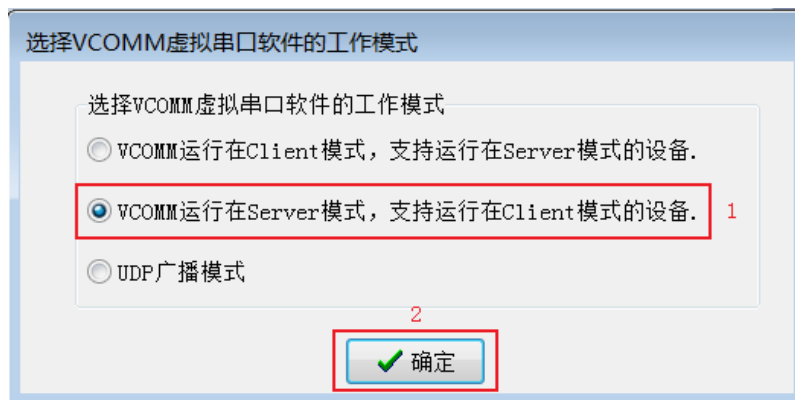 选择VCOMM虚拟串口软件的工作模式
选择VCOMM虚拟串口软件的工作模式
VCOMM运行在Client模式，支持运行在Server模式的设备.
VCOMM运行在Server模式，支持运行在Client模式的设备. 1
UDP广播模式
2
确定